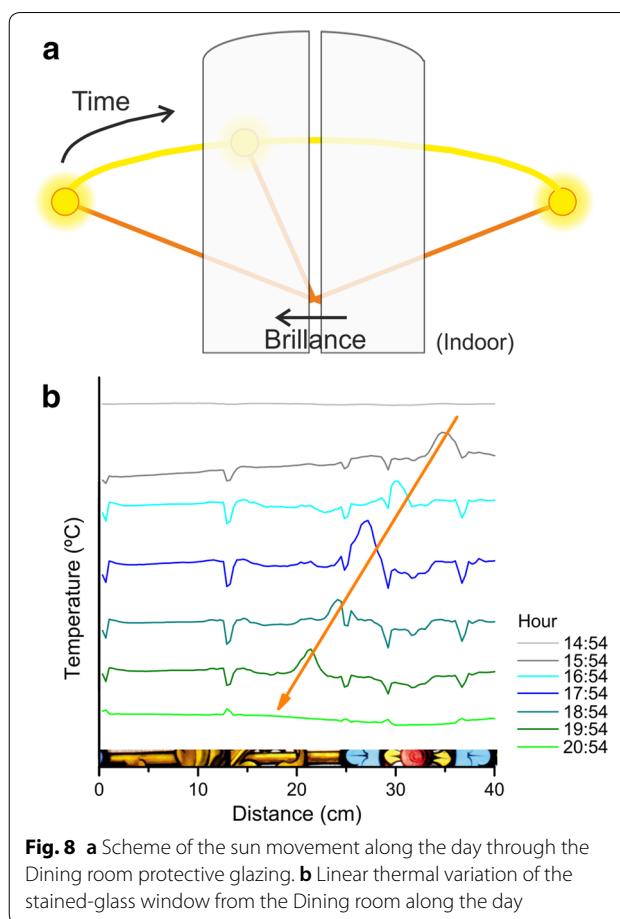 a
Time
Brillance
(Indoor)
b
Temperature (ºC)
Hour
14:54
15:54
16:54
17:54
18:54
19:54
20:54
0 10 20 30 40
Distance (cm)
Fig. 8 a Scheme of the sun movement along the day through the
Dining room protective glazing. b Linear thermal variation of the
stained-glass window from the Dining room along the day